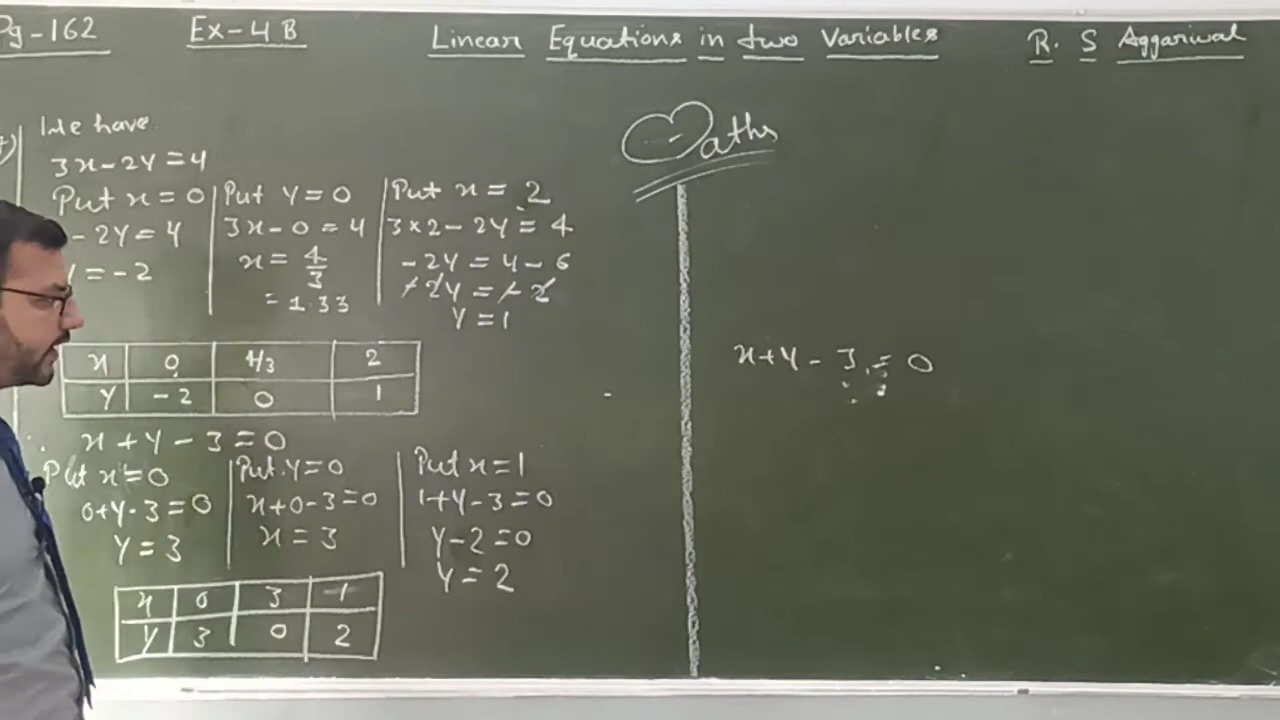 Pg-162 Ex-4B Linear Equations in two Variables R. S Aggarwal
We have
3x-2y=4
Put x=0
-2y=4
y=-2
Put y=0
3x-0=4
x=4/3
=1.33
Put x=2
3×2-2y=4
-2y=4-6
-2y=-2
y=1
x 0 4/3 2
y -2 0 1
∴ x+y-3=0
Put x=0
0+y-3=0
y=3
Put y=0
x+0-3=0
x=3
Put x=1
1+y-3=0
y-2=0
y=2
x 0 3 1
y 3 0 2
Maths
x+y-3=0